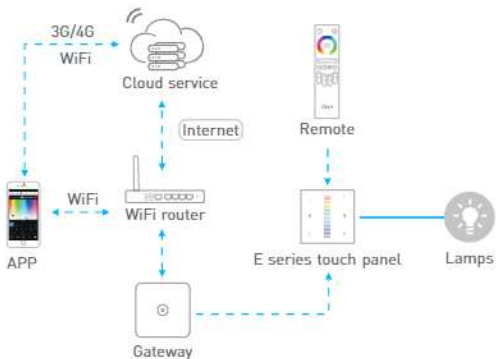 3G/4G
WiFi
Cloud service
Internet
Remote
WiFi
WiFi router
APP
E series touch panel
Lamps
Gateway